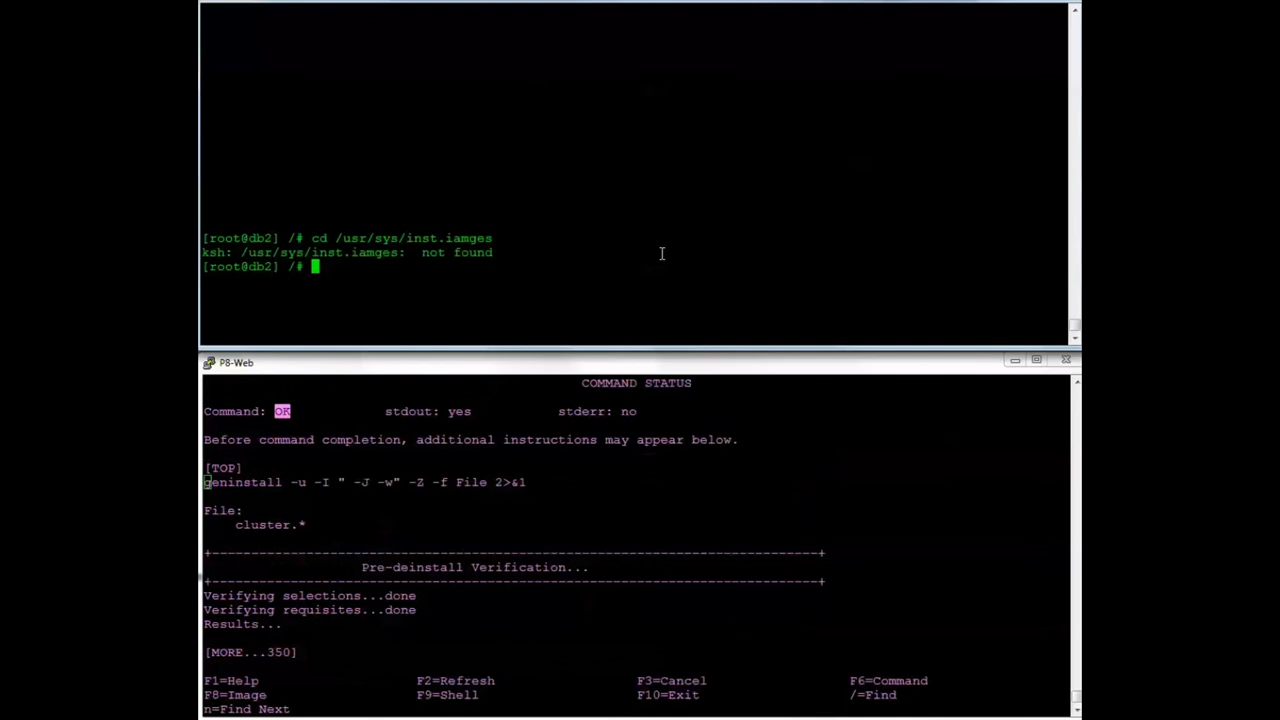 [root@db2] /# cd /usr/sys/inst.iamges
ksh: /usr/sys/inst.iamges:  not found
[root@db2] /#
P8-Web
COMMAND STATUS
Command: OK            stdout: yes           stderr: no
Before command completion, additional instructions may appear below.
[TOP]
geninstall -u -I " -J -w" -Z -f File 2>&1
File:
    cluster.*
+-----------------------------------------------------------------------------+
                    Pre-deinstall Verification...
+-----------------------------------------------------------------------------+
Verifying selections...done
Verifying requisites...done
Results...
[MORE...350]
F1=Help                    F2=Refresh                  F3=Cancel                  F6=Command
F8=Image                   F9=Shell                    F10=Exit                   /=Find
n=Find Next